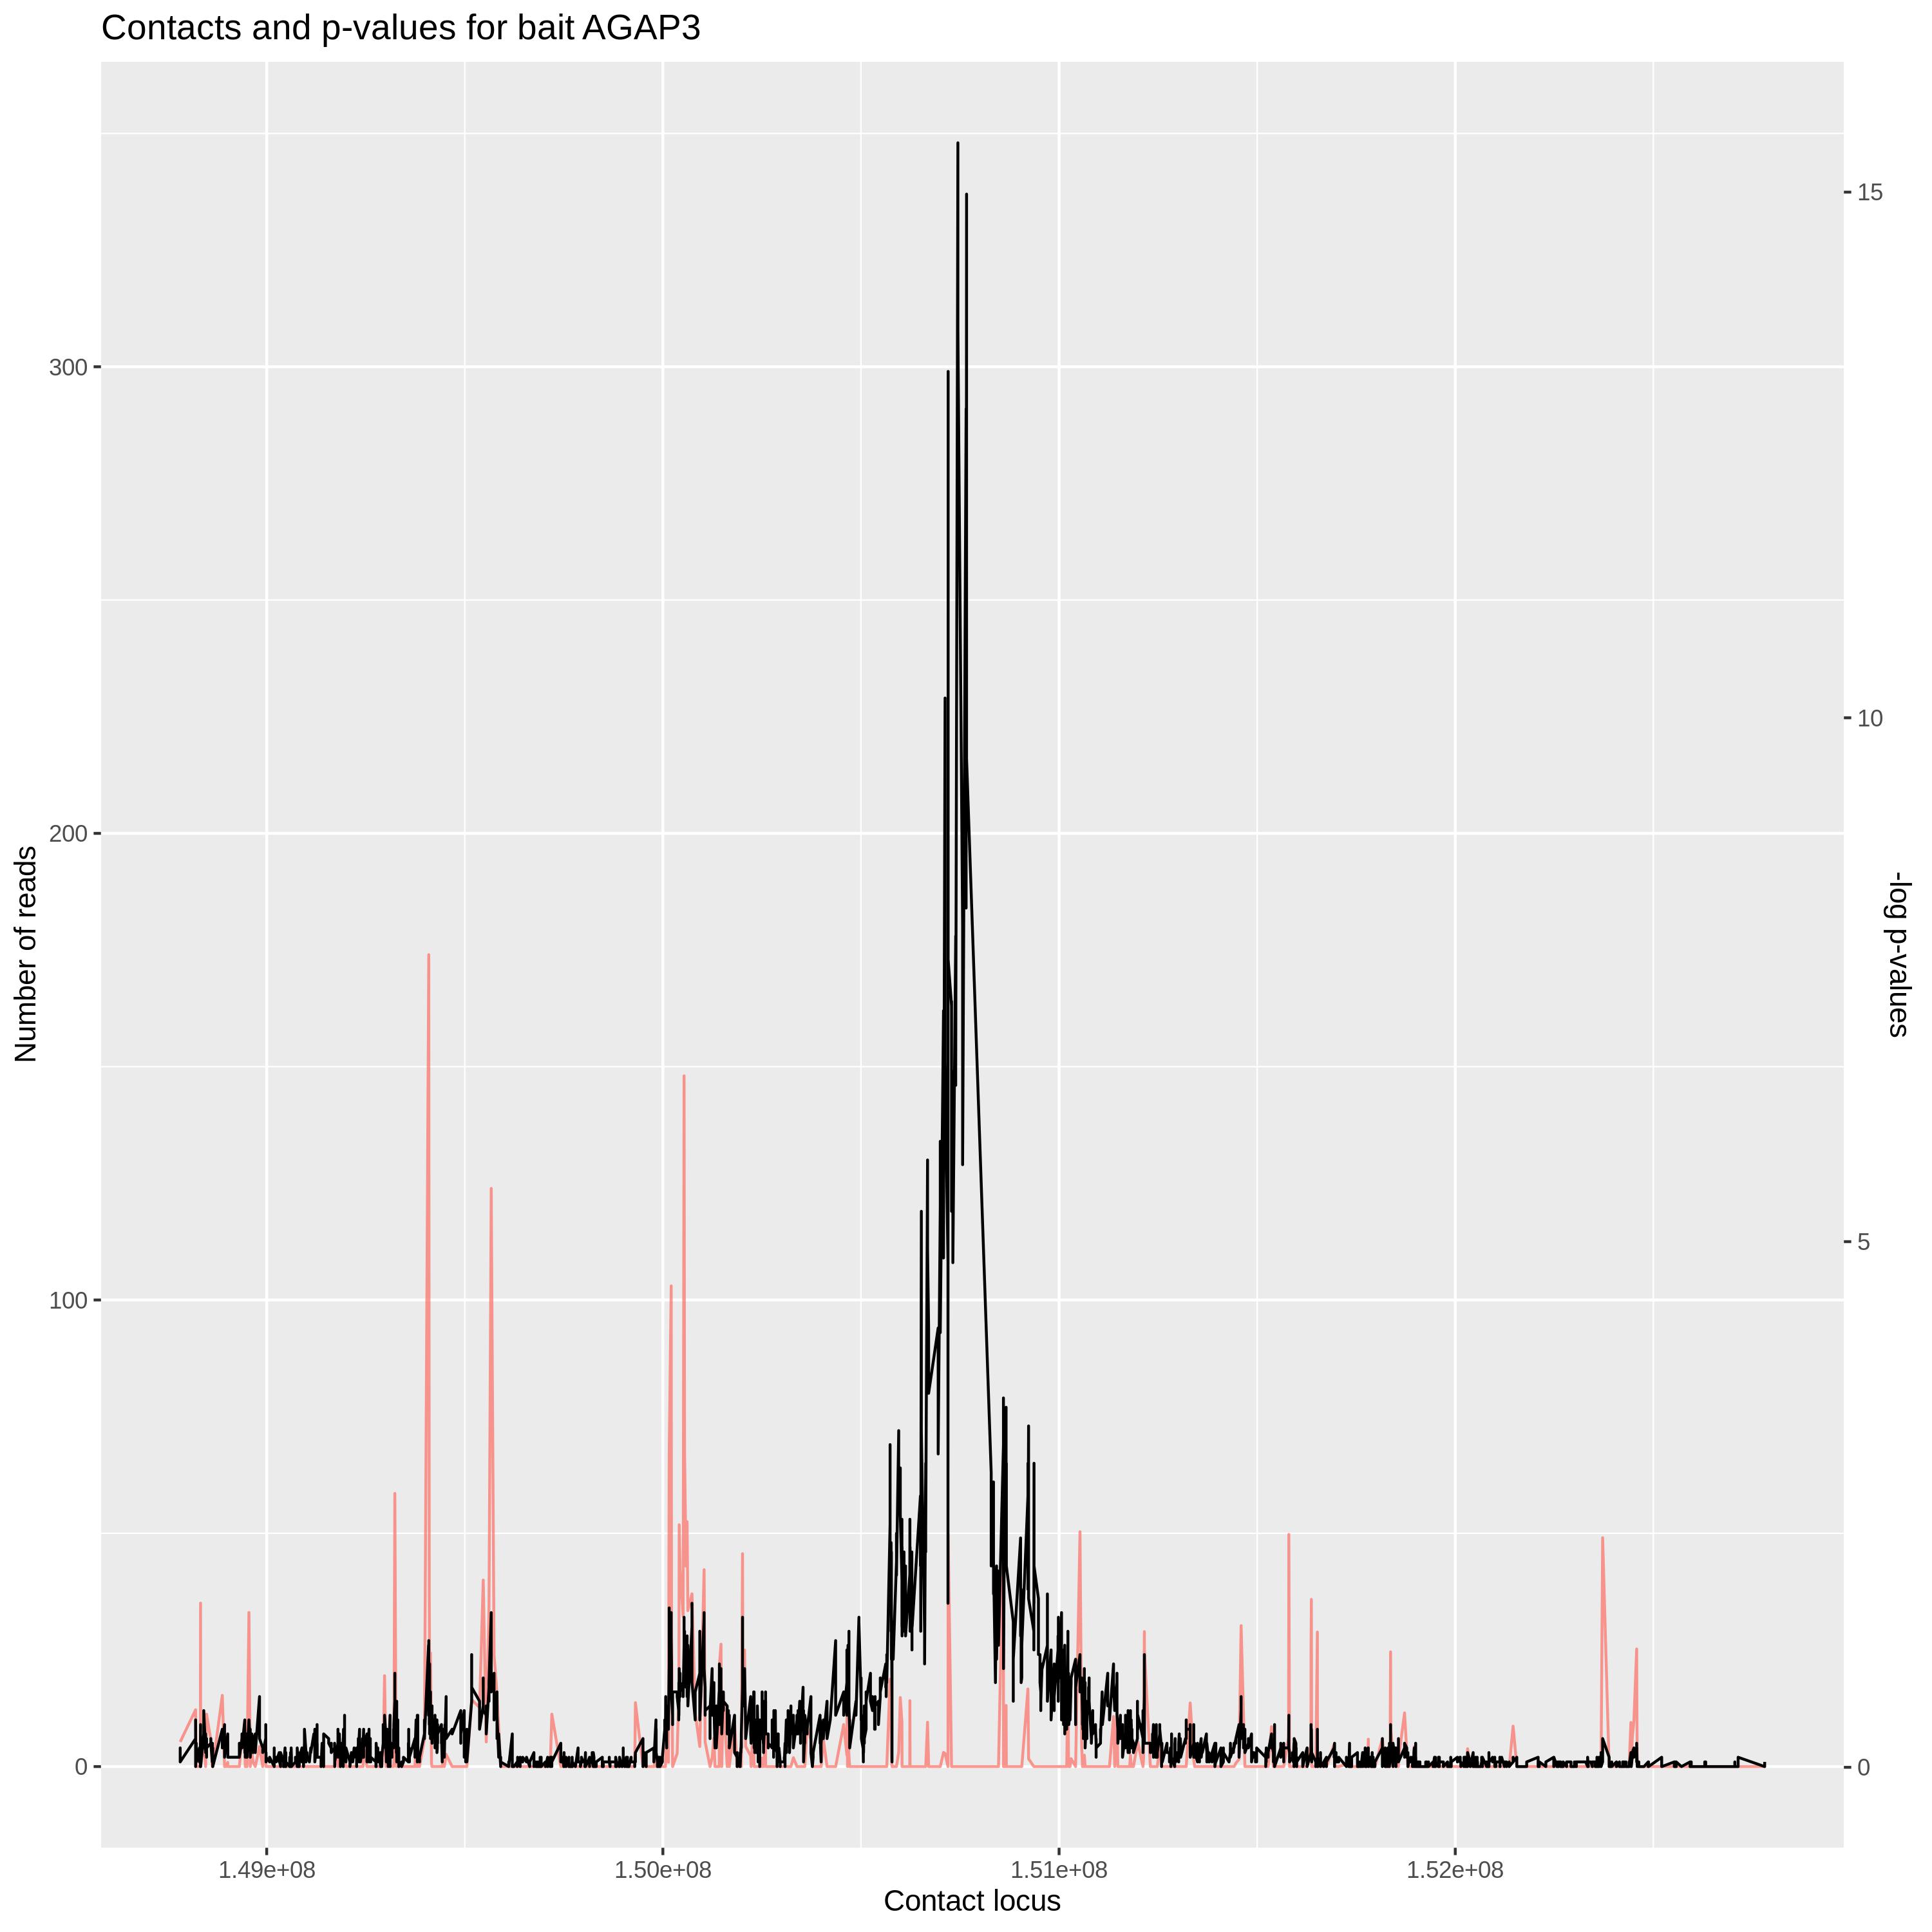 Contacts and p-values for bait AGAP3
300
200
100
0
15
10
5
0
Number of reads
-log p-values
1.49e+08 1.50e+08 1.51e+08 1.52e+08
Contact locus